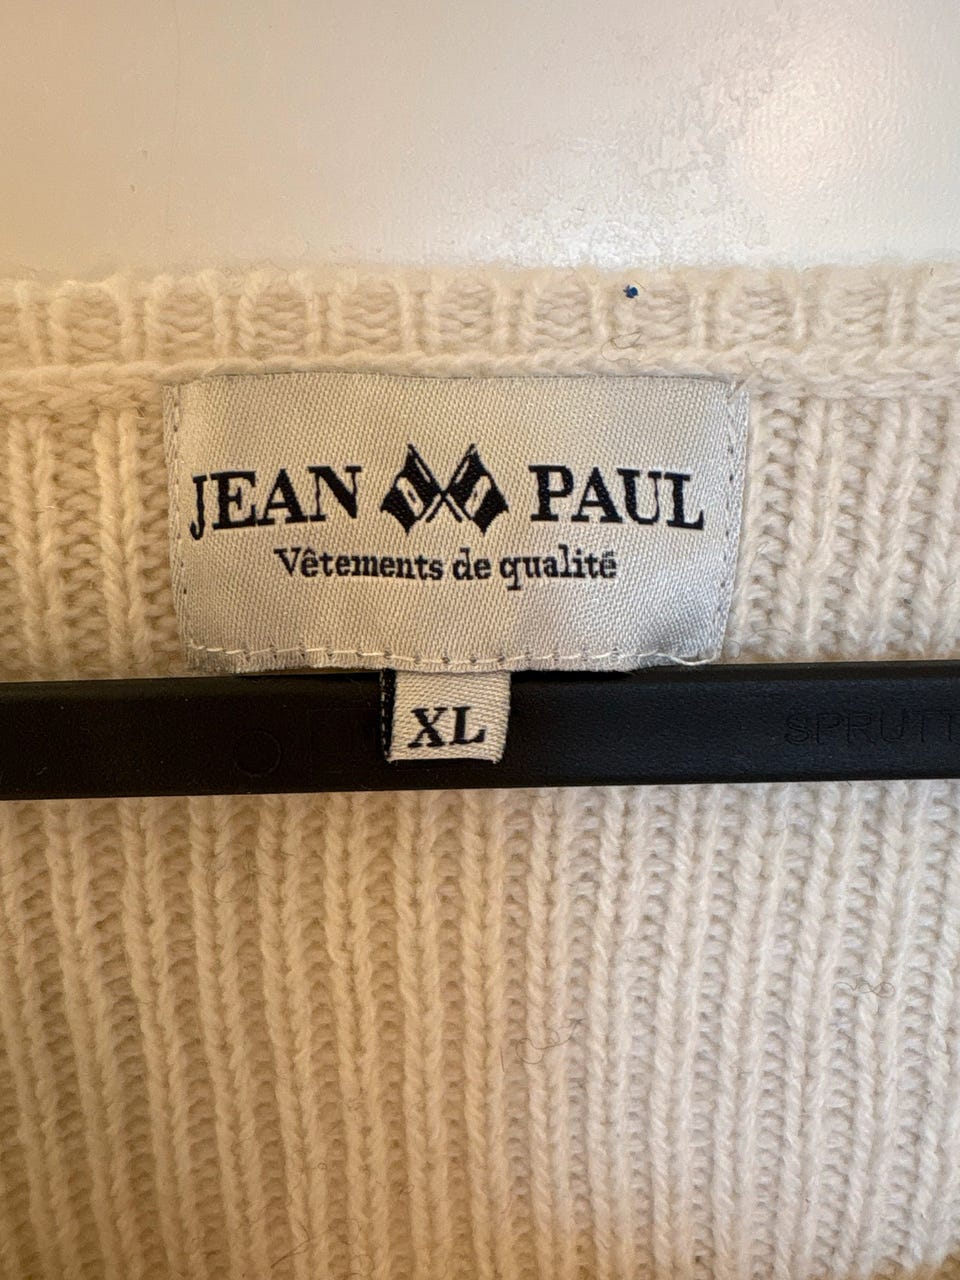 JEAN PAUL
Vêtements de qualité
XL
SPRUTT